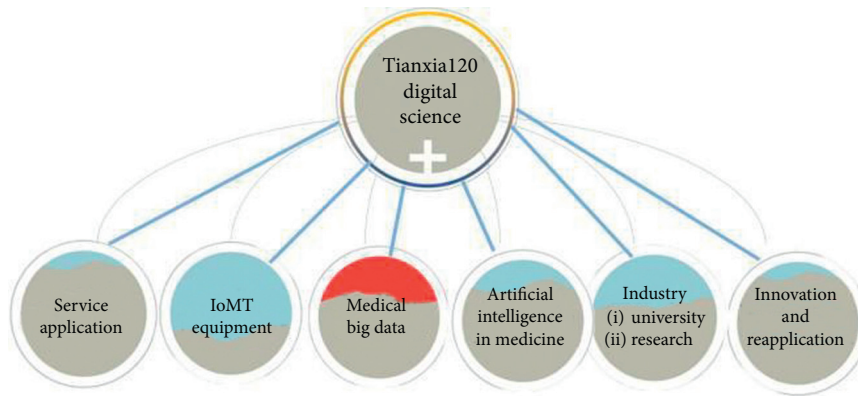 Tianxia120
digital
science
Service
application
IoMT
equipment
Medical
big data
Artificial
intelligence
in medicine
Industry
(i) university
(ii) research
Innovation
and
reapplication